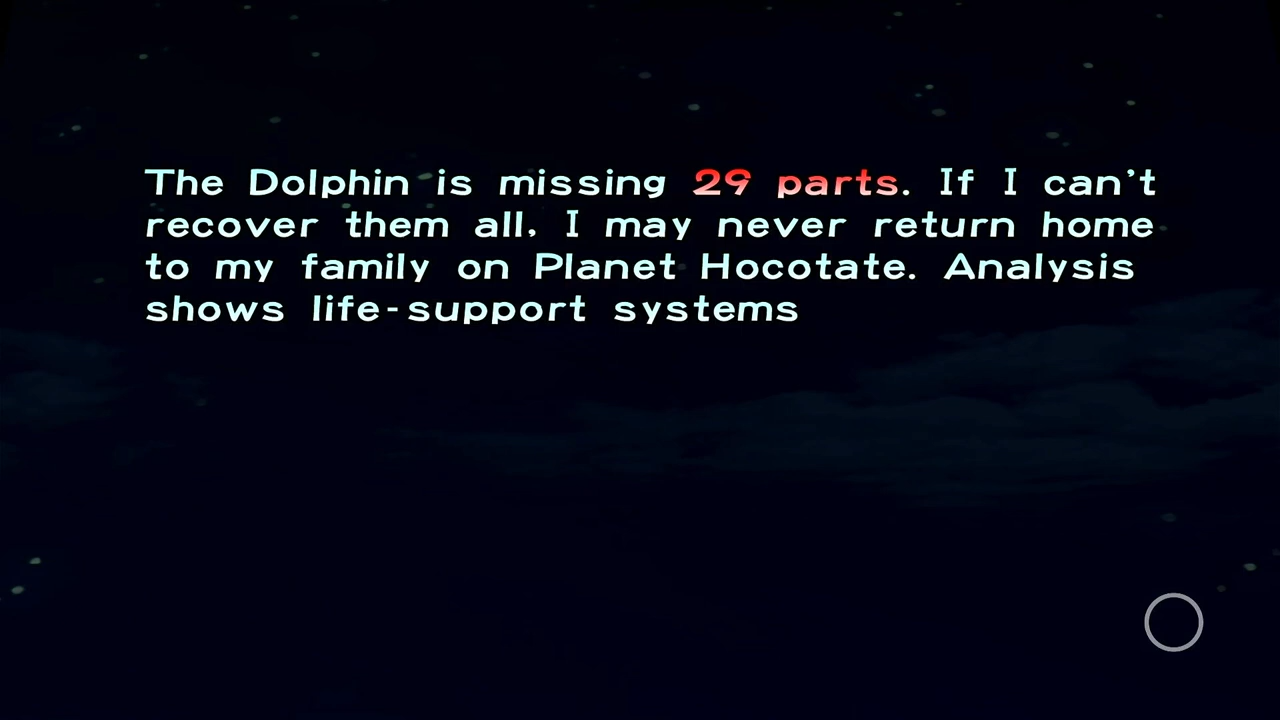 The Dolphin is missing 29 parts. If I can't
recover them all, I may never return home
to my family on Planet Hocotate. Analysis
shows life-support systems